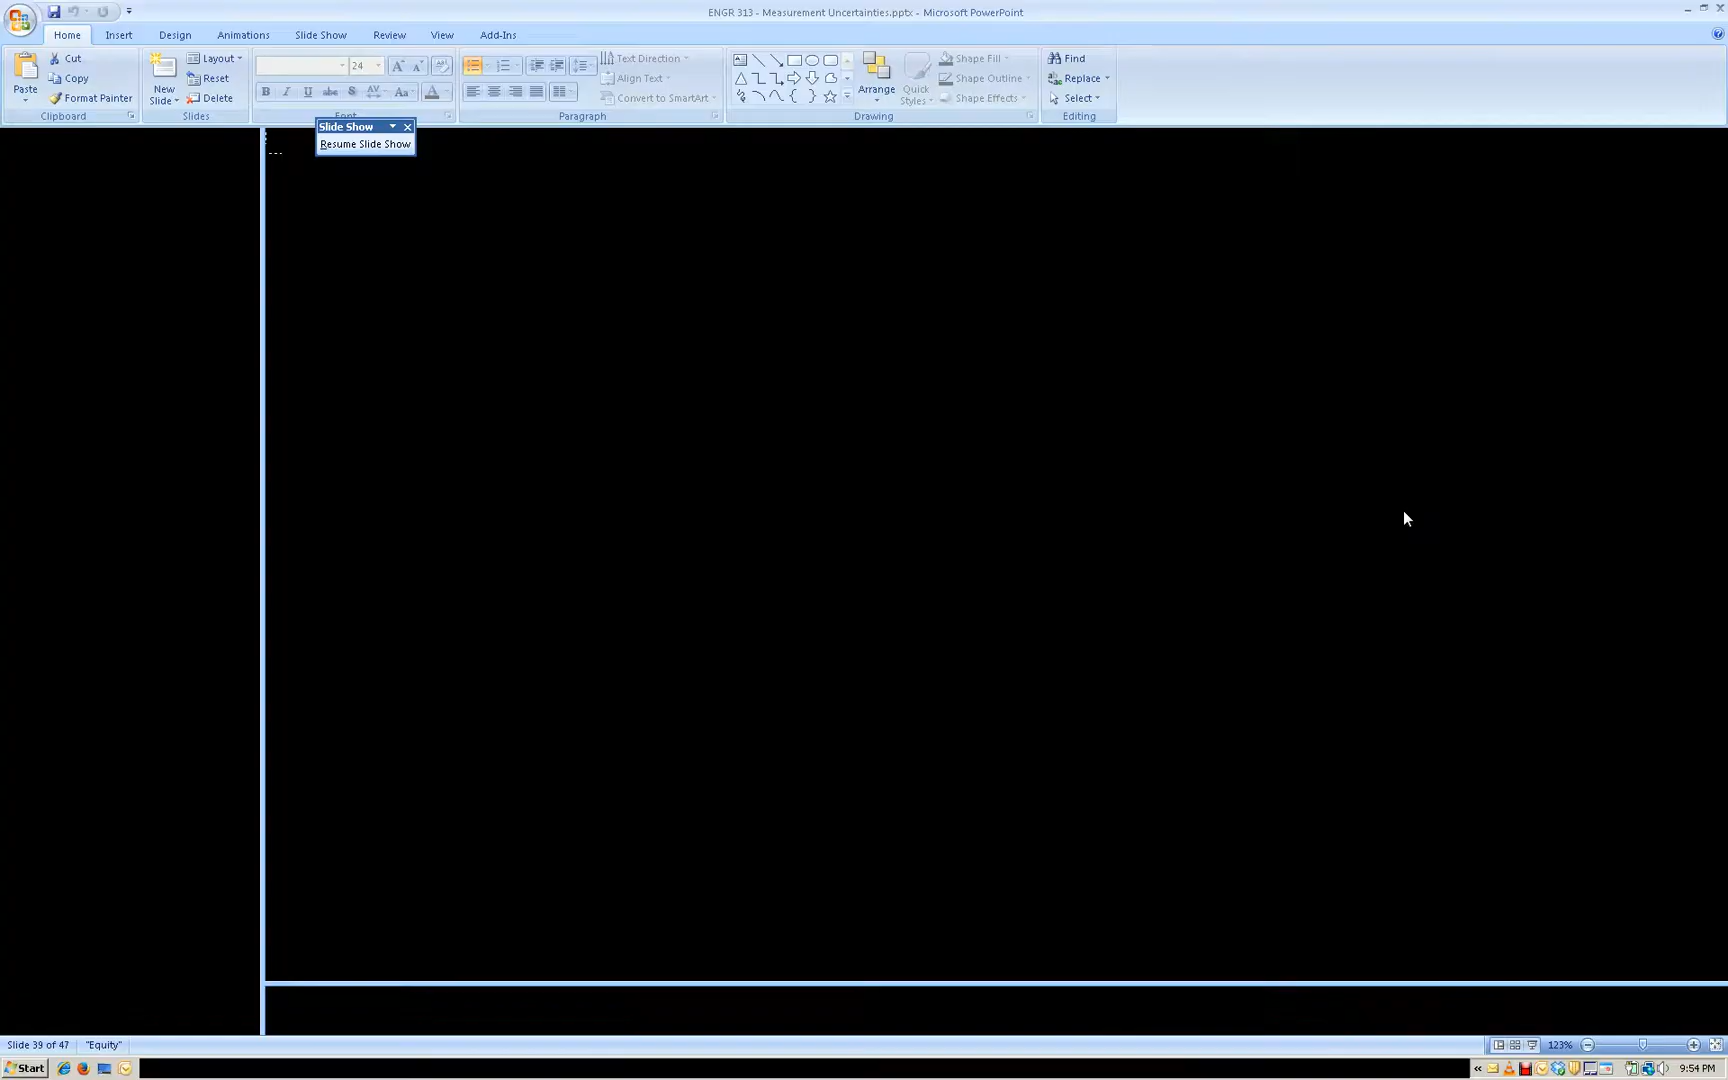 ENGR 313 - Measurement Uncertainties.pptx - Microsoft PowerPoint
Home Insert Design Animations Slide Show Review View Add-Ins
Paste
Cut
Copy
Format Painter
Clipboard
New Slide
Layout
Reset
Delete
Slides
24
B I U abc S AV Aa A
Font
Text Direction
Align Text
Convert to SmartArt
Paragraph
Arrange
Quick Styles
Shape Fill
Shape Outline
Shape Effects
Drawing
Find
Replace
Select
Editing
Slide Show
Resume Slide Show
Slide 39 of 47 "Equity" 123%
Start 9:54 PM